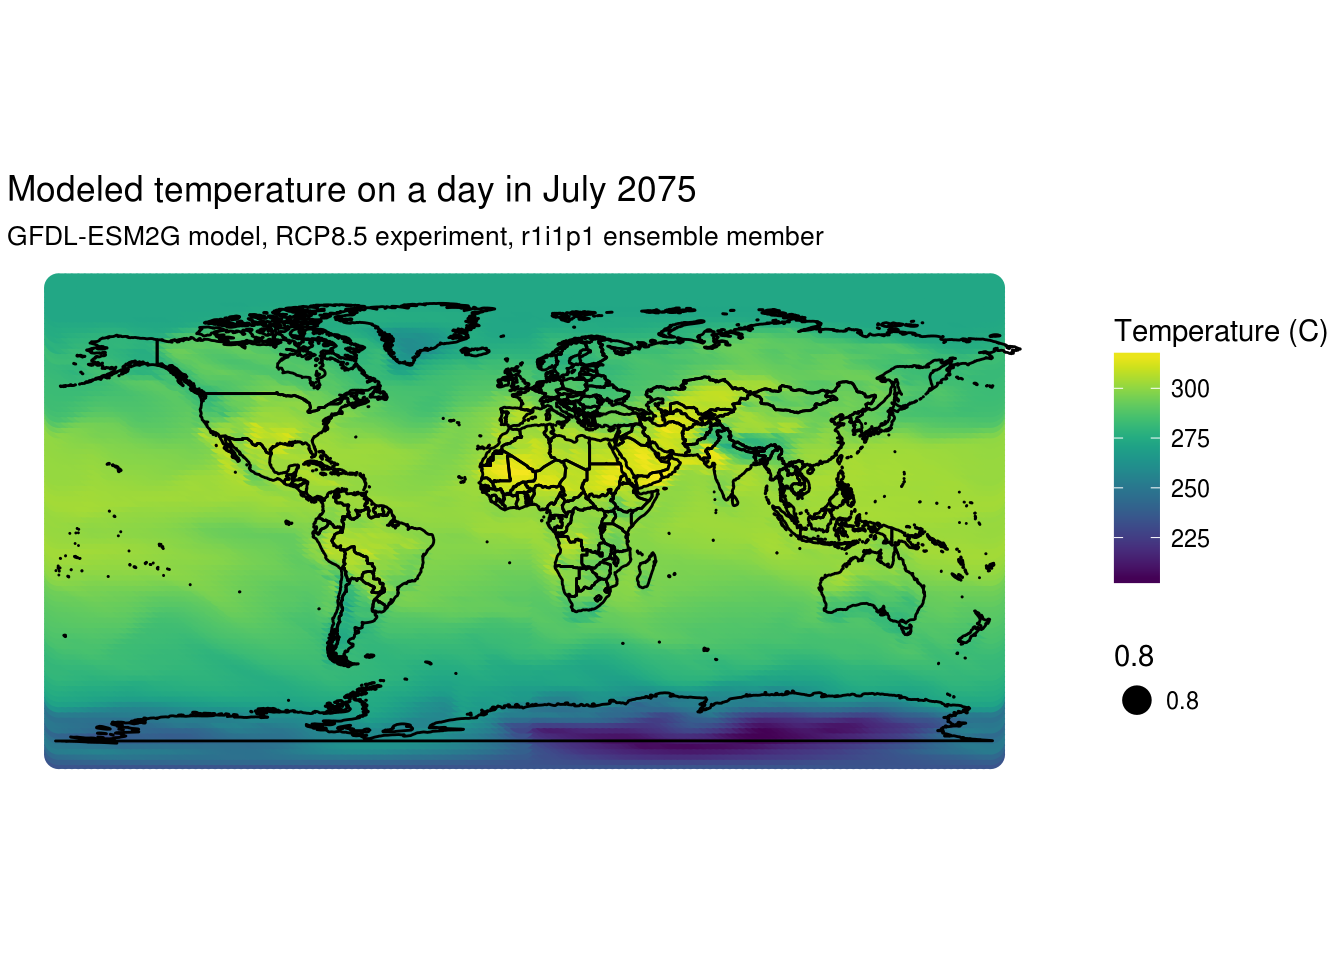 Modeled temperature on a day in July 2075
GFDL-ESM2G model, RCP8.5 experiment, r1i1p1 ensemble member
Temperature (C)
300
275
250
225
0.8
0.8